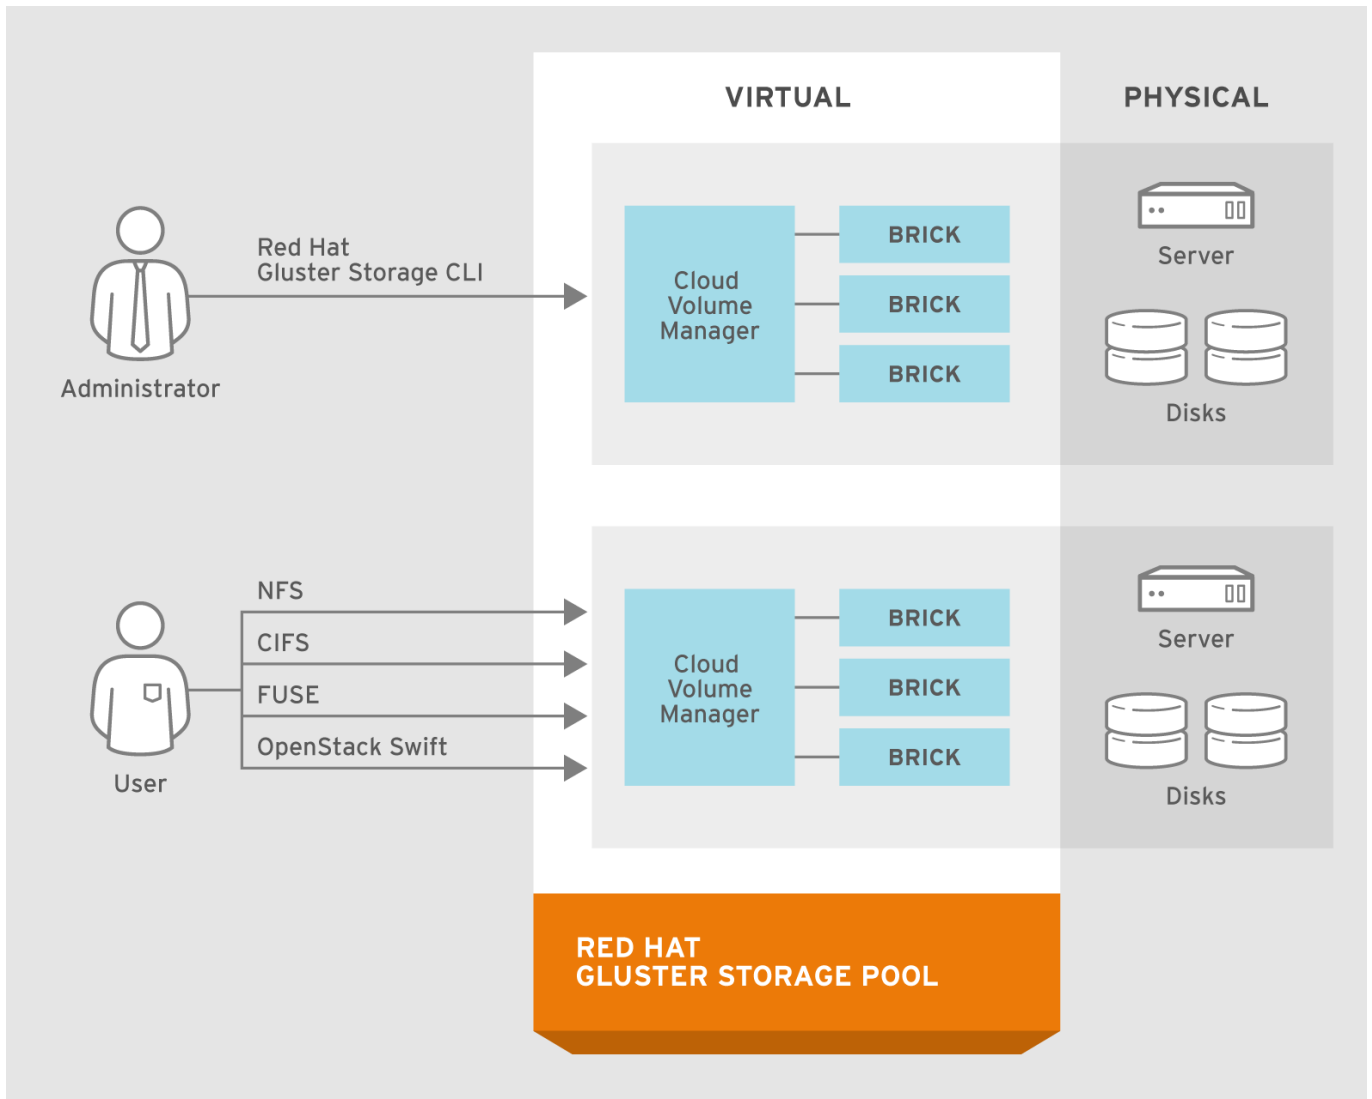 VIRTUAL
PHYSICAL
Red Hat
Gluster Storage CLI
Administrator
Cloud
Volume
Manager
BRICK
BRICK
BRICK
Server
Disks
NFS
CIFS
FUSE
OpenStack Swift
User
Cloud
Volume
Manager
BRICK
BRICK
BRICK
Server
Disks
RED HAT
GLUSTER STORAGE POOL